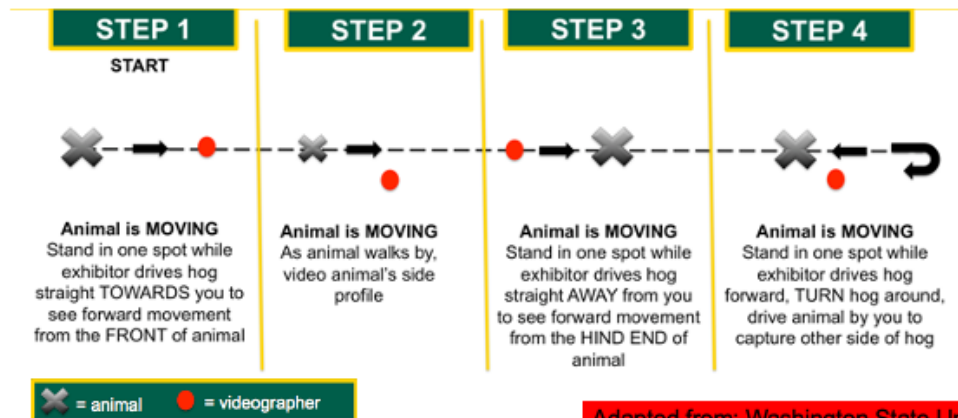 STEP 1
START
Animal is MOVING
Stand in one spot while
exhibitor drives hog
straight TOWARDS you to
see forward movement
from the FRONT of animal
STEP 2
Animal is MOVING
As animal walks by,
video animal's side
profile
STEP 3
Animal is MOVING
Stand in one spot while
exhibitor drives hog
straight AWAY from you
to see forward movement
from the HIND END of
animal
STEP 4
Animal is MOVING
Stand in one spot while
exhibitor drives hog
forward, TURN hog around,
drive animal by you to
capture other side of hog
= animal = videographer
Adapted from: Washington State